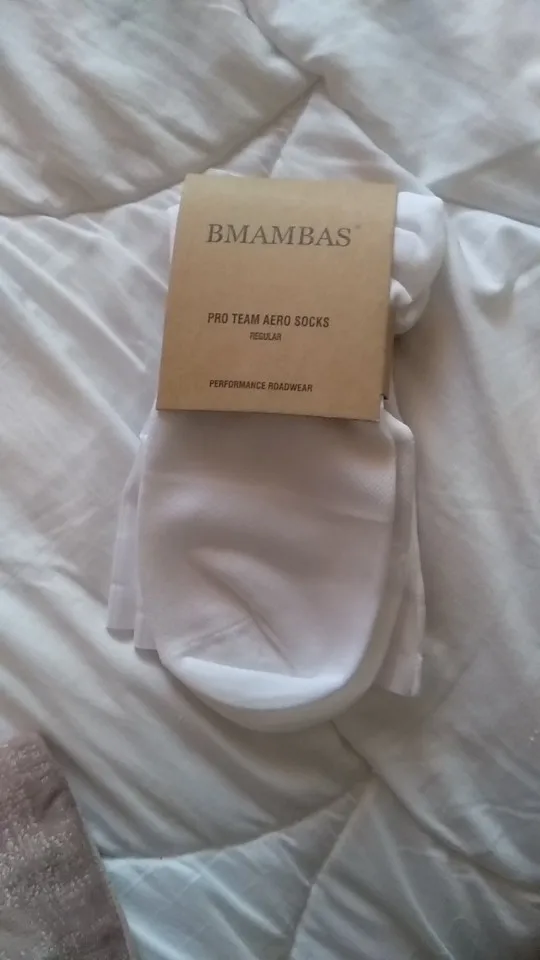 BMAMBAS
PRO TEAM AERO SOCKS
REGULAR
PERFORMANCE ROADWEAR